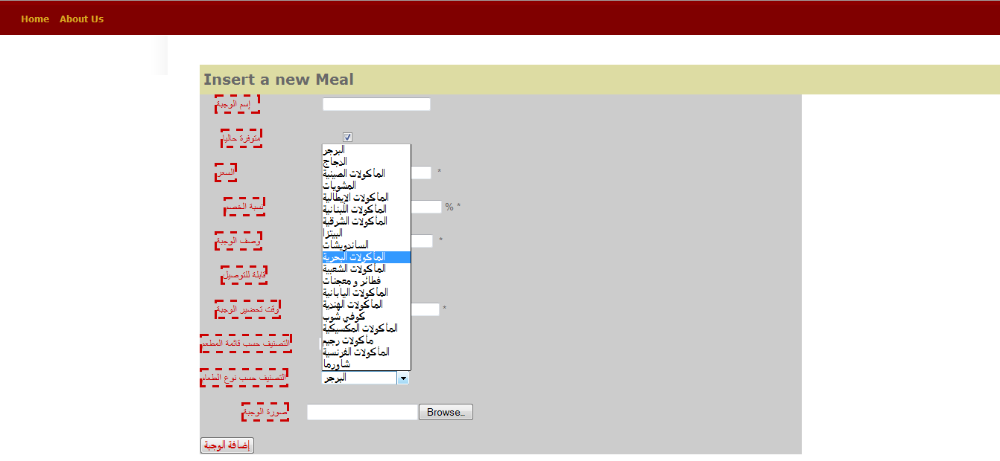 Home About Us
Insert a new Meal
إسم الوجبة
متوفرة حاليا
البرجر
الدجاج
المأكولات الصينية
السعر *
المشويات
المأكولات الإيطالية
نسبة الخصم % *
المأكولات اللبنانية
المأكولات الشرقية
البيتزا
وصف الوجبة *
الساندويشات
المأكولات البحرية
المأكولات الشعبية
قابلة للتوصيل
فطائر و معجنات
المأكولات اليابانية
المأكولات الهندية
وقت تحضير الوجبة *
كوفي شوب
المأكولات المكسيكية
مأكولات رجيم
التصنيف حسب قائمة المطعم
المأكولات الفرنسية
شاورما
التصنيف حسب نوع الطعام البرجر
صورة الوجبة Browse_
إضافة الوجبة